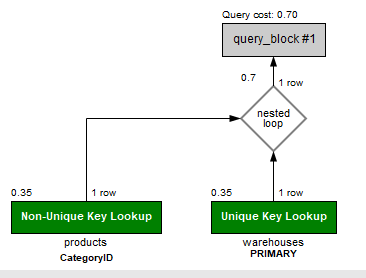 Query cost: 0.70
query_block #1
0.7
1 row
nested
loop
0.35
1 row
0.35
1 row
Non-Unique Key Lookup
Unique Key Lookup
products
warehouses
CategoryID
PRIMARY